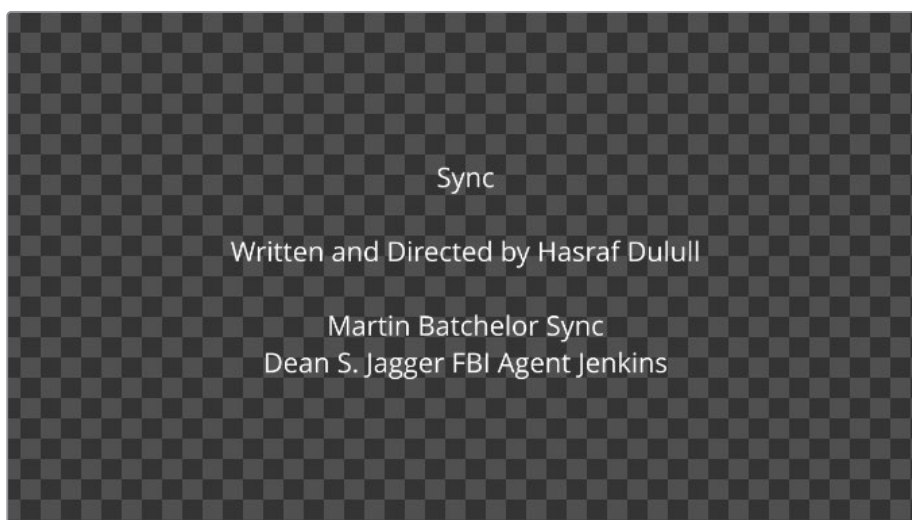 Sync
Written and Directed by Hasraf Dulull
Martin Batchelor Sync
Dean S. Jagger FBI Agent Jenkins